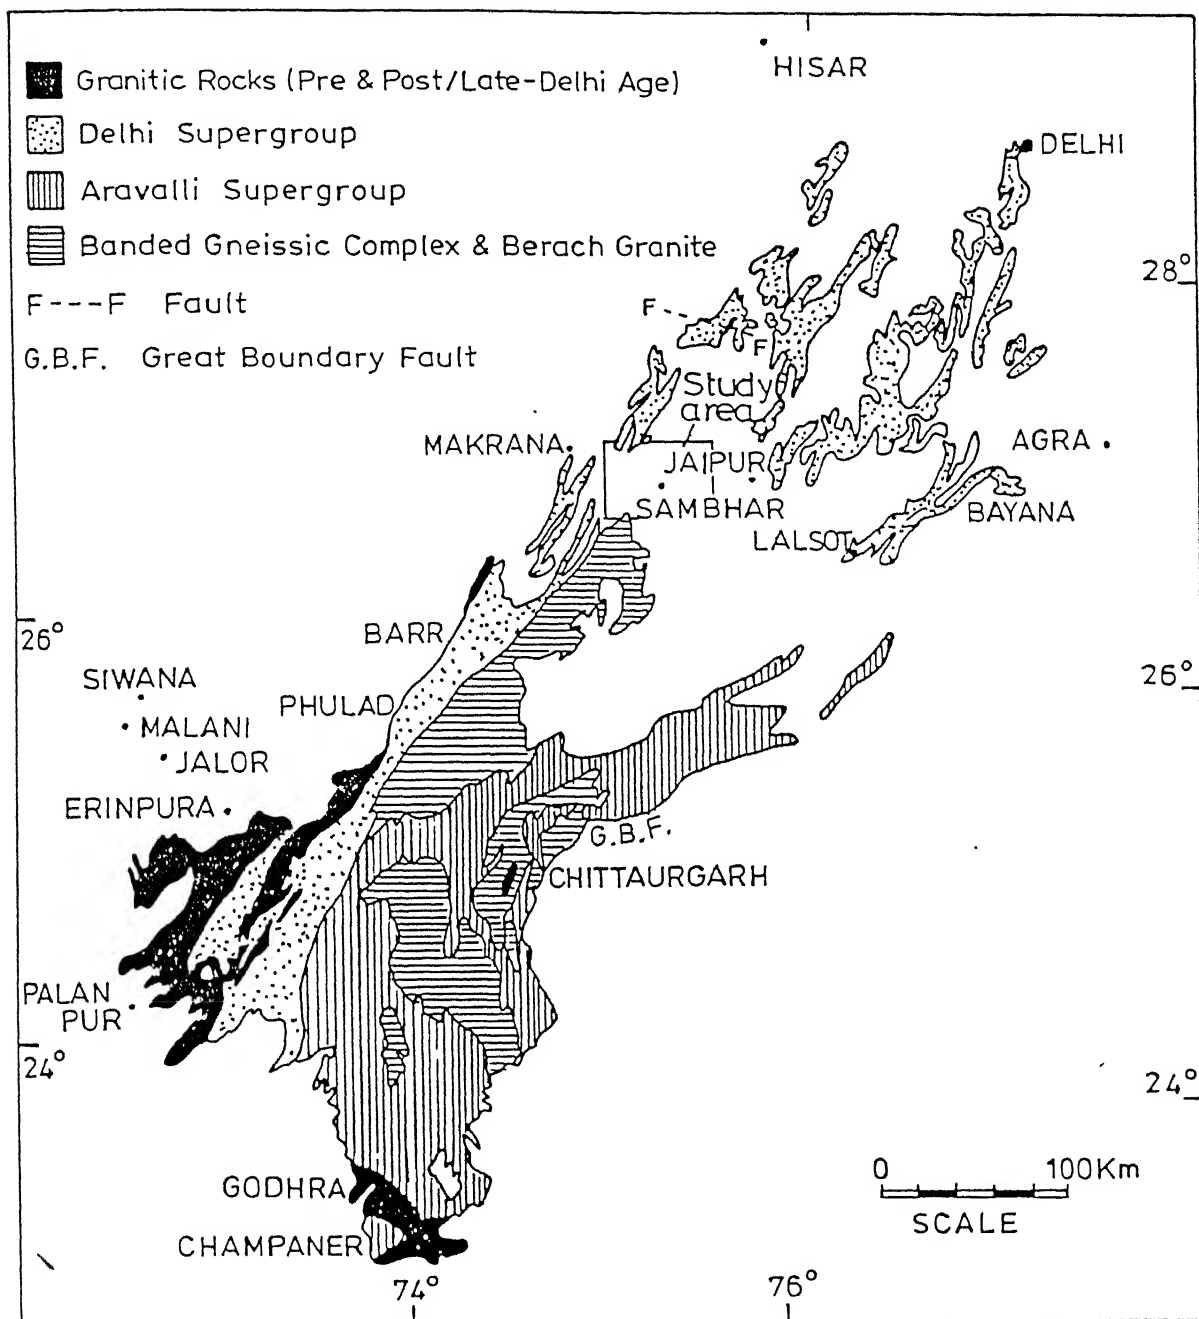 HISAR
Granitic Rocks (Pre & Post/Late-Delhi Age)
Delhi Supergroup
DELHI
Aravalli Supergroup
Banded Gneissic Complex & Berach Granite
28°
F---F Fault
F
F
G.B.F. Great Boundary Fault
Study
area
MAKRANA
JAIPUR
AGRA
SAMBHAR
BAYANA
LALSOT
26°
BARR
SIWANA
26°
PHULAD
MALANI
JALOR
ERINPURA
G.B.F.
CHITTAURGARH
PALAN
PUR
24°
24°
0 100Km
SCALE
GODHRA
CHAMPANER
74°
76°